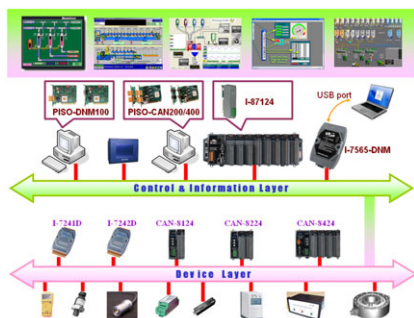 PISO-DNM100
PISO-CAN200/400
I-87124
USB port
I-7565-DNM
Control & Information Layer
I-7241D
I-7242D
CAN-8124
CAN-8224
CAN-8424
Device Layer